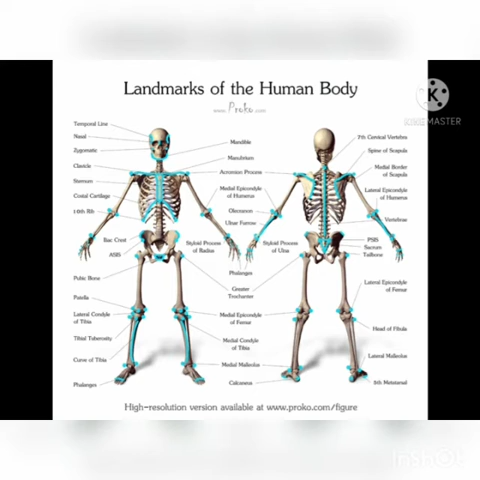 Landmarks of the Human Body
www.Proko.com
KINEMASTER
Temporal Line
Nasal
Zygomatic
Clavicle
Sternum
Costal Cartilage
10th Rib
Iliac Crest
ASIS
Pubic Bone
Patella
Lateral Condyle
of Tibia
Tibial Tuberosity
Curve of Tibia
Phalanges
Mandible
Manubrium
Acromion Process
Medial Epicondyle
of Humerus
Olecranon
Ulnar Furrow
Styloid Process
of Radius
Styloid Process
of Ulna
Phalanges
Greater
Trochanter
Medial Epicondyle
of Femur
Medial Condyle
of Tibia
Medial Malleolus
Calcaneus
7th Cervical Vertebra
Spine of Scapula
Medial Border
of Scapula
Lateral Epicondyle
of Humerus
Vertebrae
PSIS
Sacrum
Tailbone
Lateral Epicondyle
of Femur
Head of Fibula
Lateral Malleolus
5th Metatarsal
High-resolution version available at www.proko.com/figure
InShOt